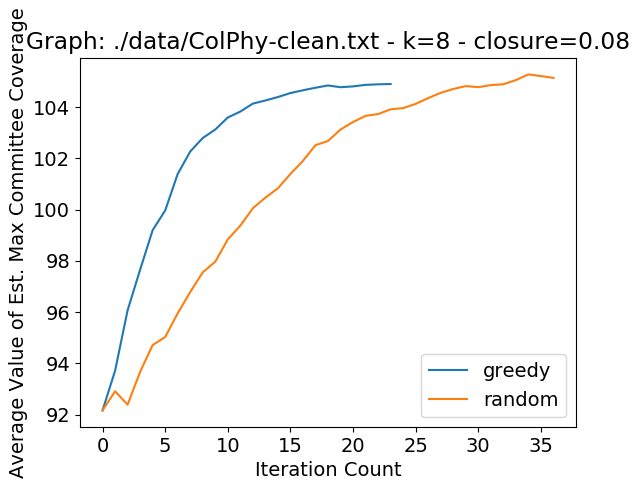 Graph: ./data/ColPhy-clean.txt - k=8 - closure=0.08
Average Value of Est. Max Committee Coverage
104
102
100
98
96
94
92
0 5 10 15 20 25 30 35
Iteration Count
greedy
random